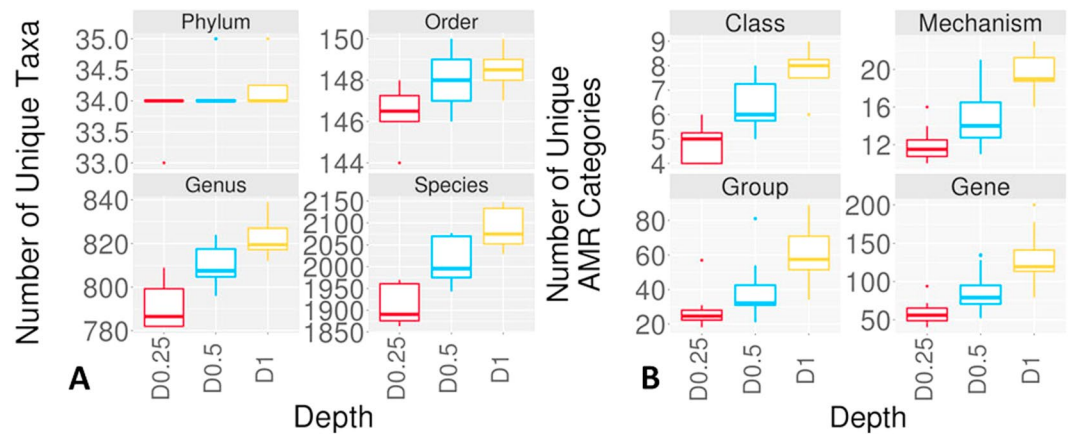 Number of Unique Taxa
Phylum
35.0
34.5
34.0
33.5
33.0
Order
150
148
146
144
Genus
840
820
800
780
Species
2150
2100
2050
2000
1950
1900
1850
D0.25
D0.5
D1
D0.25
D0.5
D1
A
Depth
Number of Unique
AMR Categories
Class
9
8
7
6
5
4
Mechanism
20
16
12
Group
80
60
40
20
Gene
200
150
100
50
D0.25
D0.5
D1
D0.25
D0.5
D1
B
Depth